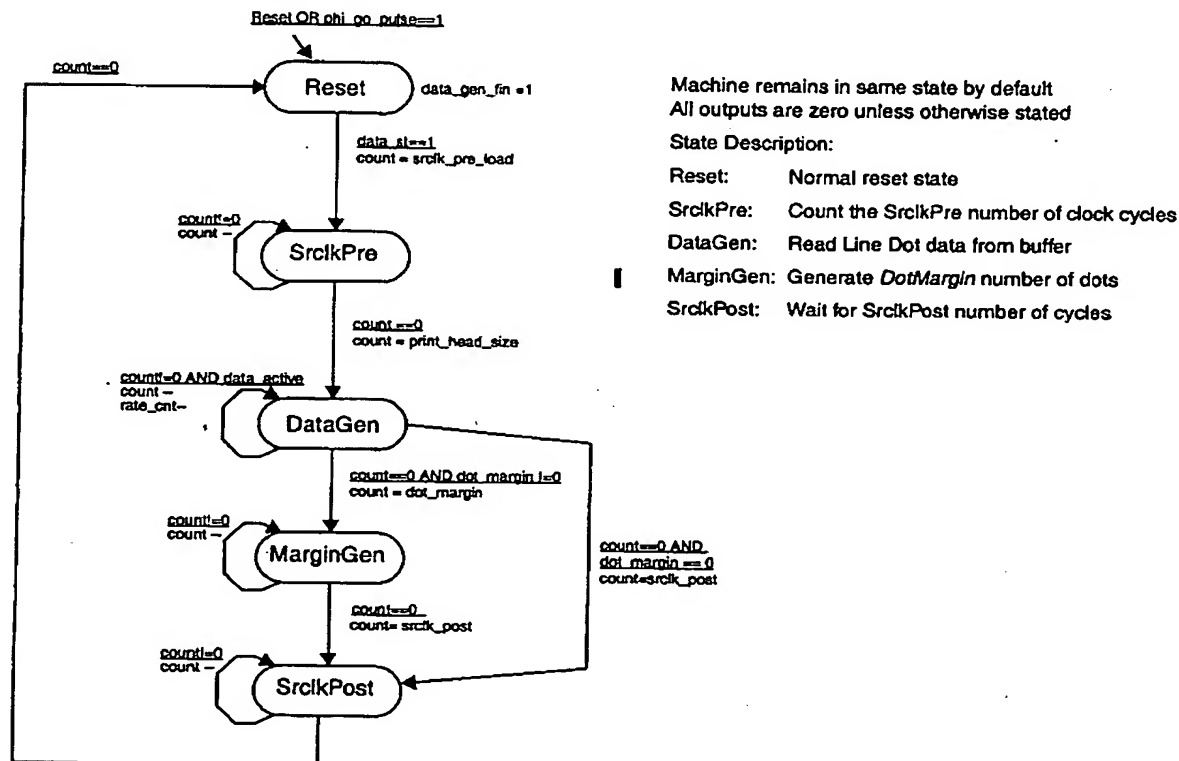 Reset OR phi_go_pulse==1
count==0
Reset
data_gen_fin =1
data_st==1
count = srclk_pre_load
count!=0
count –
SrclkPre
count ==0
count = print_head_size
count!=0 AND data_active
count –
rate_cnt–
DataGen
count==0 AND dot_margin !=0
count = dot_margin
count!=0
count –
MarginGen
count==0 AND
dot_margin == 0
count=srclk_post
count==0
count= srclk_post
count!=0
count –
SrclkPost
Machine remains in same state by default
All outputs are zero unless otherwise stated
State Description:
Reset: Normal reset state
SrclkPre: Count the SrclkPre number of clock cycles
DataGen: Read Line Dot data from buffer
MarginGen: Generate DotMargin number of dots
SrclkPost: Wait for SrclkPost number of cycles